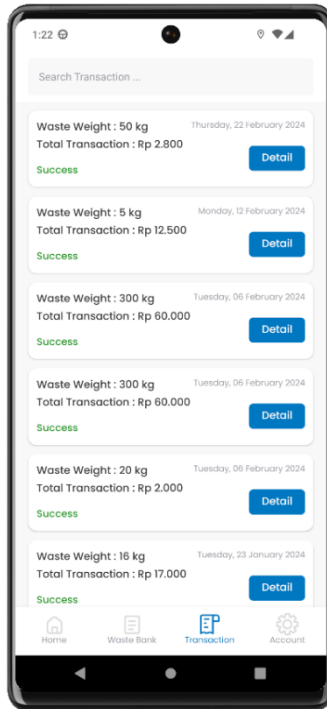 1:22
Search Transaction ...
Waste Weight : 50 kg
Thursday, 22 February 2024
Total Transaction : Rp 2.800
Detail
Success
Waste Weight : 5 kg
Monday, 12 February 2024
Total Transaction : Rp 12.500
Detail
Success
Waste Weight : 300 kg
Tuesday, 06 February 2024
Total Transaction : Rp 60.000
Detail
Success
Waste Weight : 300 kg
Tuesday, 06 February 2024
Total Transaction : Rp 60.000
Detail
Success
Waste Weight : 20 kg
Tuesday, 06 February 2024
Total Transaction : Rp 2.000
Detail
Success
Waste Weight : 16 kg
Tuesday, 23 January 2024
Total Transaction : Rp 17.000
Detail
Success
Home
Waste Bank
Transaction
Account